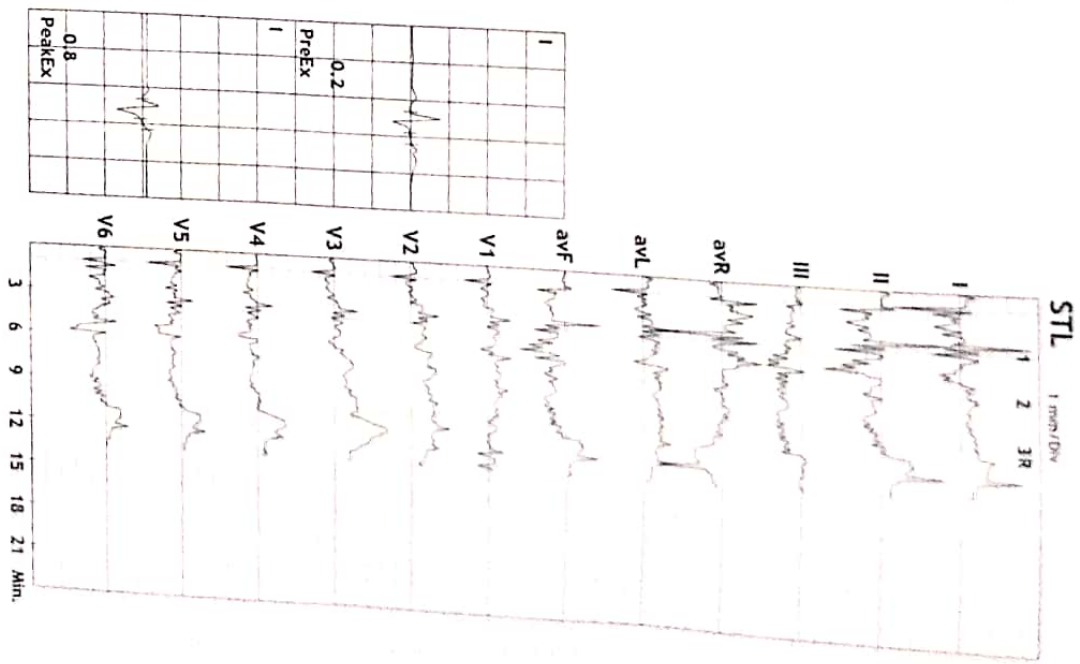 STL 1 mm/Div
1 2 3R
I
II
III
avR
avL
avF
V1
V2
V3
V4
V5
V6
3 6 9 12 15 18 21 Min.
I
0.2
PreEx
I
0.8
PeakEx